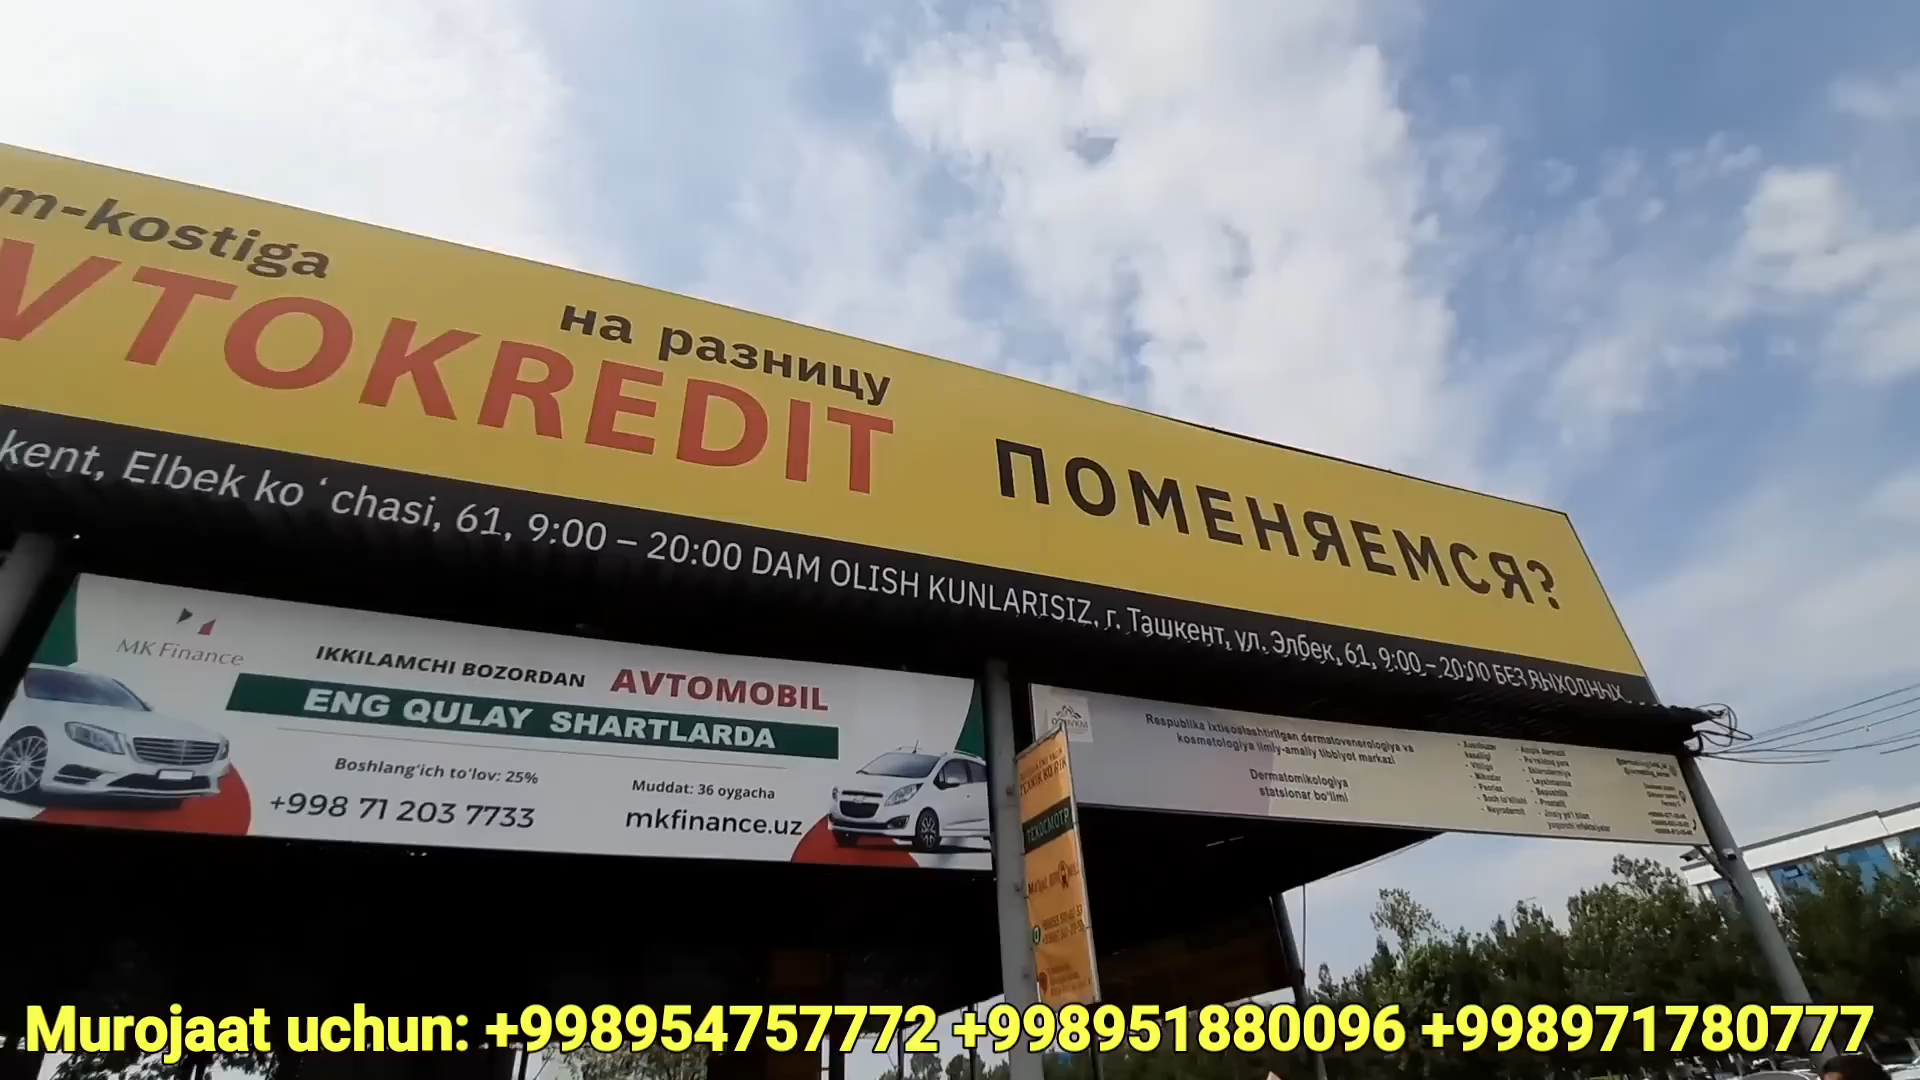 m-kostiga
VTOKREDIT
на разницу
ПОМЕНЯЕМСЯ?
kent, Elbek ko‘chasi, 61, 9:00 – 20:00 DAM OLISH KUNLARISIZ, г. Ташкент, ул. Элбек, 61, 9:00 – 20:00 БЕЗ ВЫХОДНЫХ
MK Finance
IKKILAMCHI BOZORDAN AVTOMOBIL
ENG QULAY SHARTLARDA
Boshlang'ich to'lov: 25%
+998 71 203 7733
Muddat: 36 oygacha
mkfinance.uz
Respublika ixtisoslashtirilgan dermatovenerologiya va
kosmetologiya ilmiy-amaliy tibbiyot markazi
Dermatomikologiya
statsionar bo'limi
ТЕХОСМОТР
Murojaat uchun: +998954757772 +998951880096 +998971780777